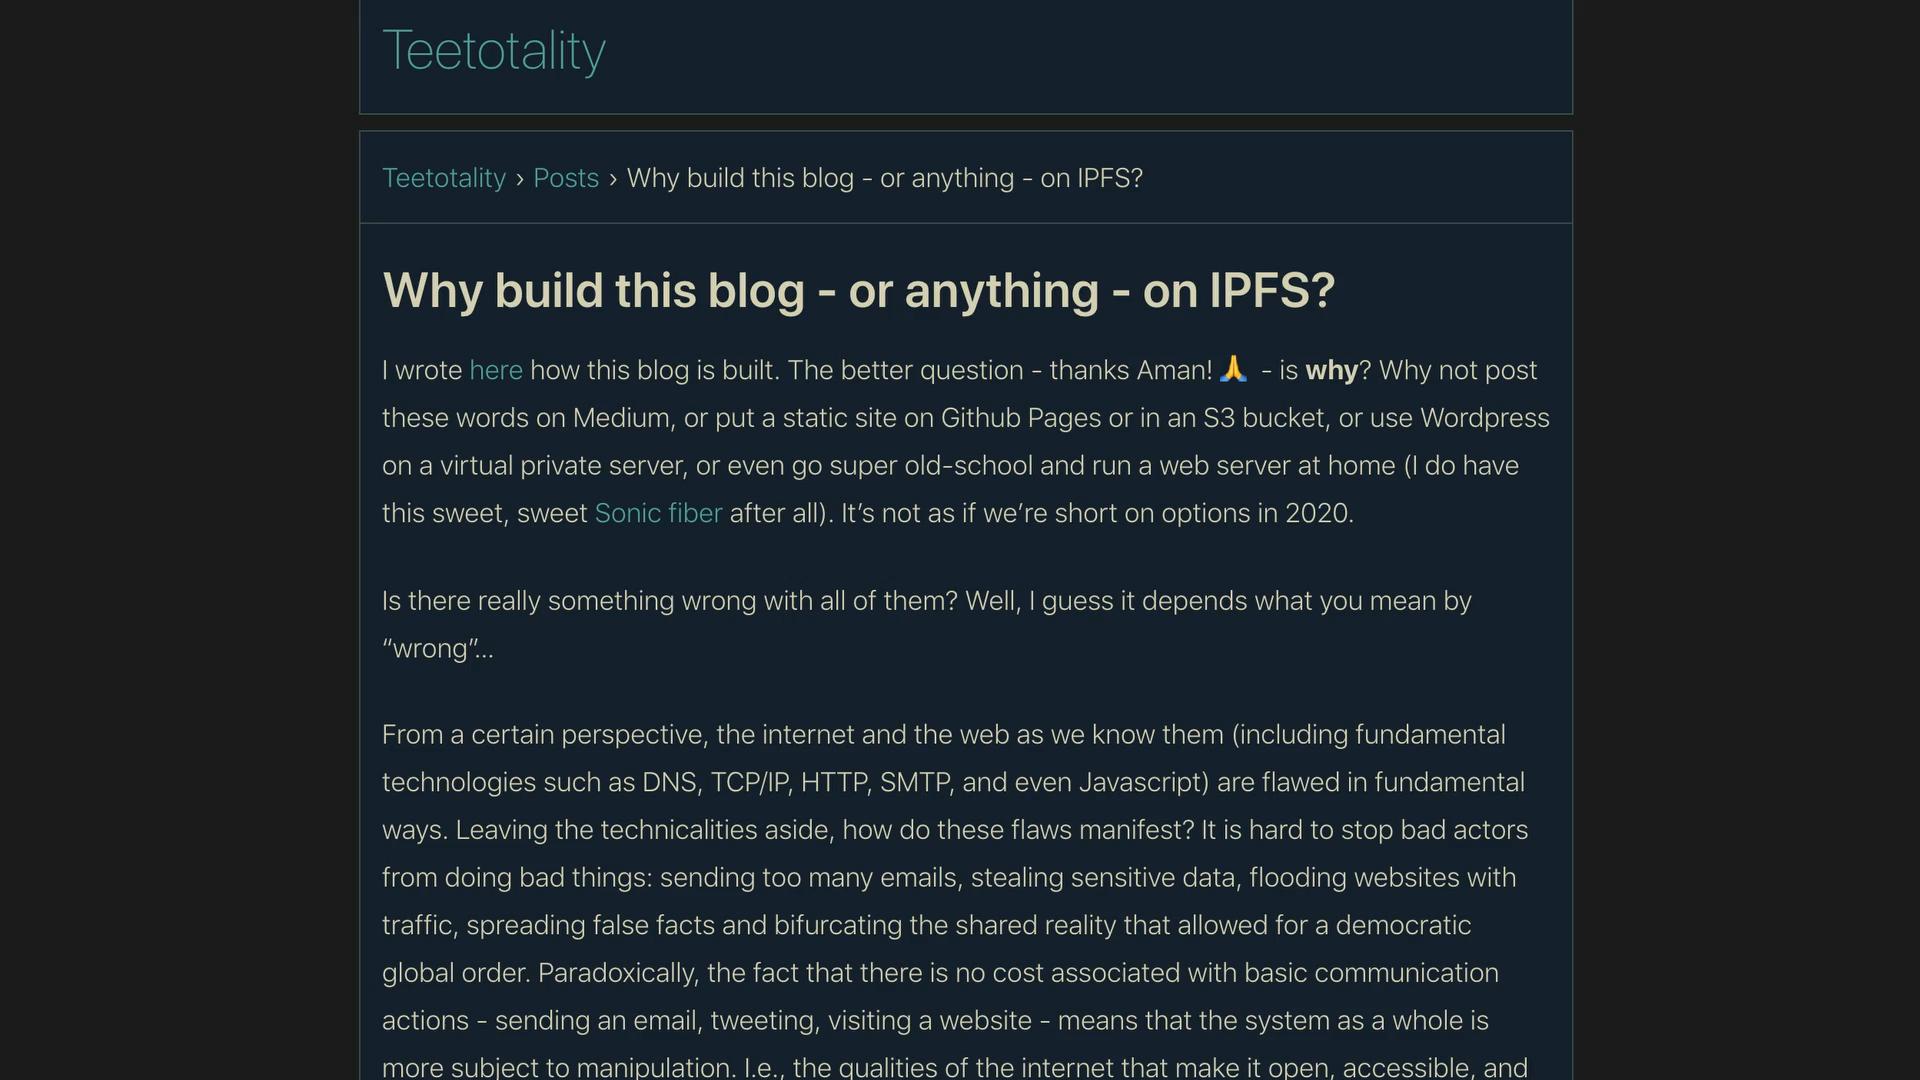 Teetotality
Teetotality › Posts › Why build this blog - or anything - on IPFS?
Why build this blog - or anything - on IPFS?
I wrote here how this blog is built. The better question - thanks Aman!🙏 - is why? Why not post
these words on Medium, or put a static site on Github Pages or in an S3 bucket, or use Wordpress
on a virtual private server, or even go super old-school and run a web server at home (I do have
this sweet, sweet Sonic fiber after all). It’s not as if we’re short on options in 2020.
Is there really something wrong with all of them? Well, I guess it depends what you mean by
“wrong”…
From a certain perspective, the internet and the web as we know them (including fundamental
technologies such as DNS, TCP/IP, HTTP, SMTP, and even Javascript) are flawed in fundamental
ways. Leaving the technicalities aside, how do these flaws manifest? It is hard to stop bad actors
from doing bad things: sending too many emails, stealing sensitive data, flooding websites with
traffic, spreading false facts and bifurcating the shared reality that allowed for a democratic
global order. Paradoxically, the fact that there is no cost associated with basic communication
actions - sending an email, tweeting, visiting a website - means that the system as a whole is
more subject to manipulation. I.e., the qualities of the internet that make it open, accessible, and